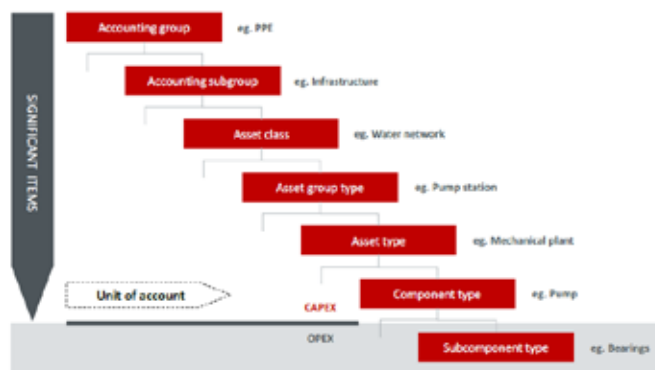 Accounting group
eg. PPE
Accounting subgroup
eg. Infrastructure
Asset class
eg. Water network
Asset group type
eg. Pump station
Asset type
eg. Mechanical plant
Unit of account
CAPEX
Component type
eg. Pump
OPEX
Subcomponent type
eg. Bearings
SIGNIFICANT ITEMS